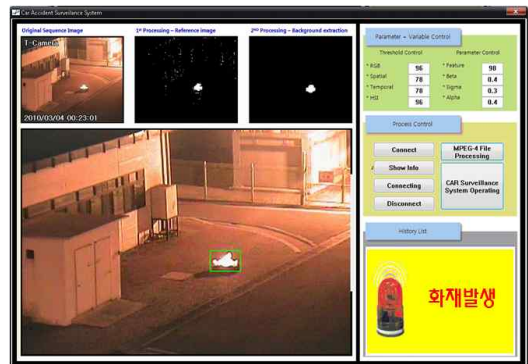 Car Accident Surveillance System
Original Sequence Image
1st Processing - Reference Image
2nd Processing - Background extraction
T-Camera
2010/03/04 00:23:01
Parameter + Variable Control
Threshold Control
Parameter Control
* RGB 96
* Feature 98
* Spatial 78
* Beta 0.4
* Temporal 78
* Sigma 0.3
* HSI 96
* Alpha 0.4
Process Control
Connect
MPEG-4 File Processing
Show Info
Connecting
CAR Surveillance System Operating
Disconnect
History List
화재발생